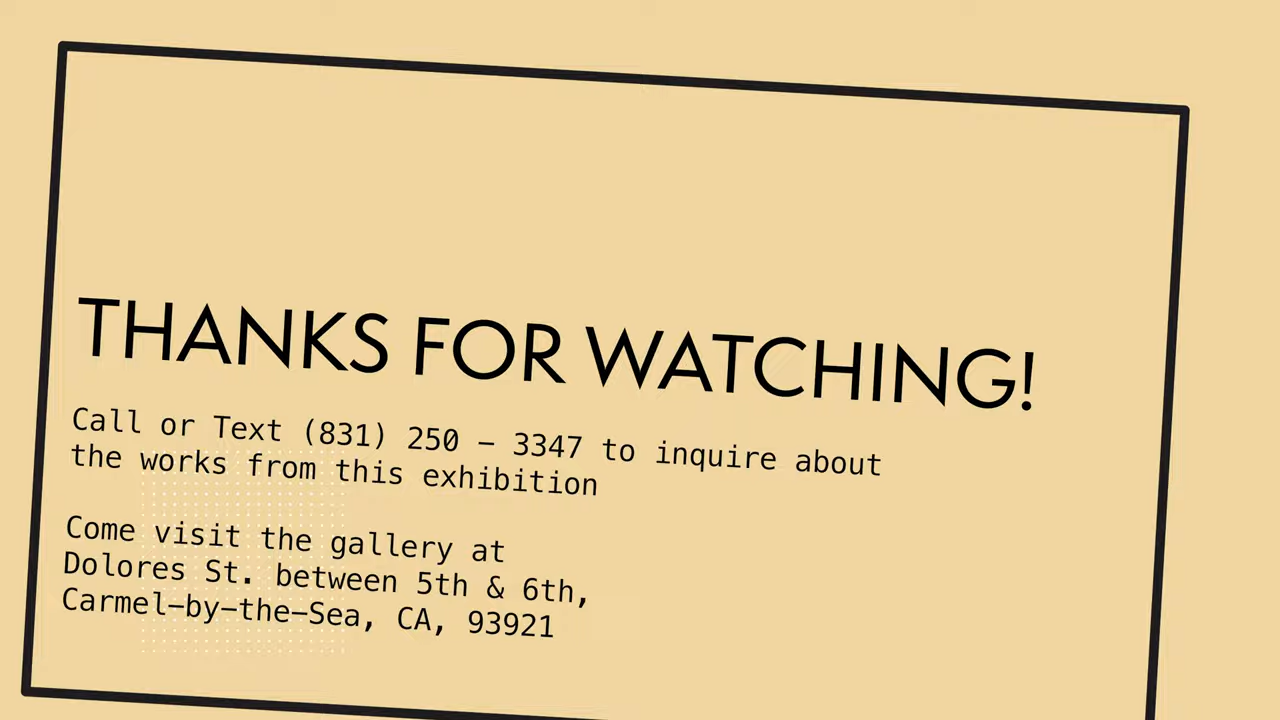 THANKS FOR WATCHING!
Call or Text (831) 250 – 3347 to inquire about
the works from this exhibition
Come visit the gallery at
Dolores St. between 5th & 6th,
Carmel–by–the–Sea, CA, 93921